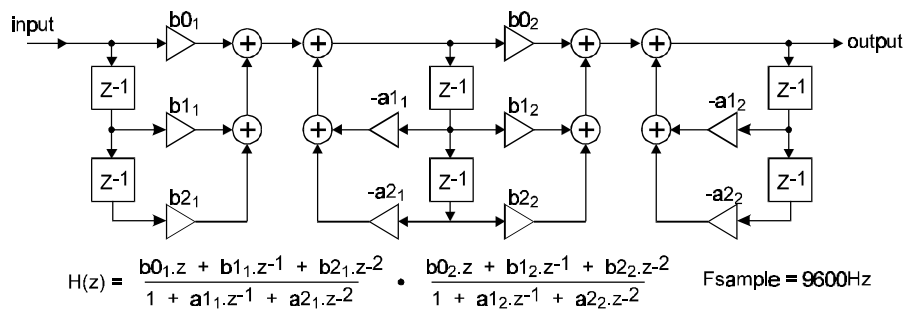 b0₁ b0₂
input output
+ + + +
z⁻¹ z⁻¹ z⁻¹
b1₁ -a1₁ b1₂ -a1₂
+ + + +
z⁻¹ z⁻¹ z⁻¹
b2₁ -a2₁ b2₂ -a2₂
H(z) = b0₁.z + b1₁.z⁻¹ + b2₁.z⁻² • b0₂.z + b1₂.z⁻¹ + b2₂.z⁻² Fsample = 9600Hz
1 + a1₁.z⁻¹ + a2₁.z⁻² 1 + a1₂.z⁻¹ + a2₂.z⁻²